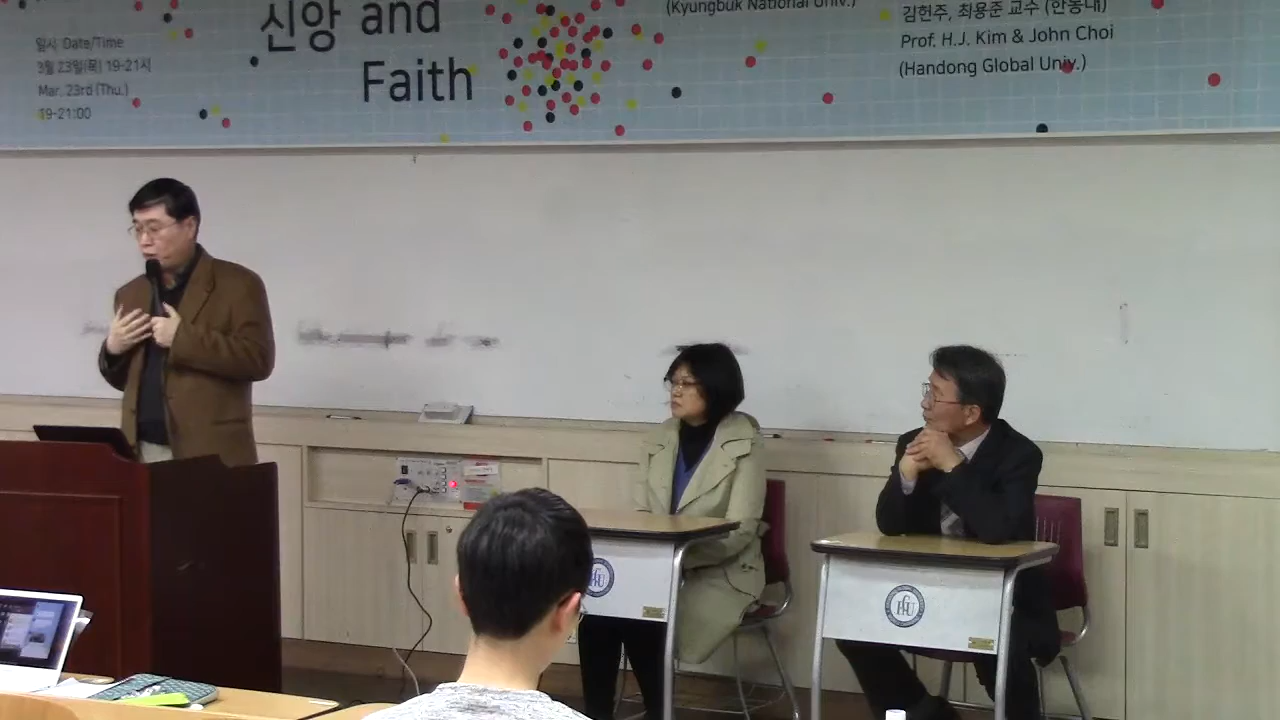 일시 Date/Time
3월 23일(목) 19-21시
Mar. 23rd (Thu.)
19-21:00
신앙 and
Faith
(Kyungbuk National Univ.)
김헌주, 최용준 교수 (한동대)
Prof. H.J. Kim & John Choi
(Handong Global Univ.)
HGU
HGU